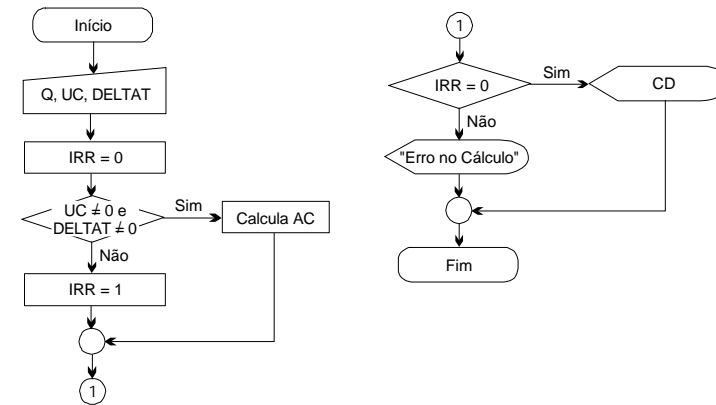 Início
Q, UC, DELTAT
IRR = 0
UC ≠ 0 e
DELTAT ≠ 0
Sim
Calcula AC
Não
IRR = 1
1
1
IRR = 0
Sim
CD
Não
"Erro no Cálculo"
Fim